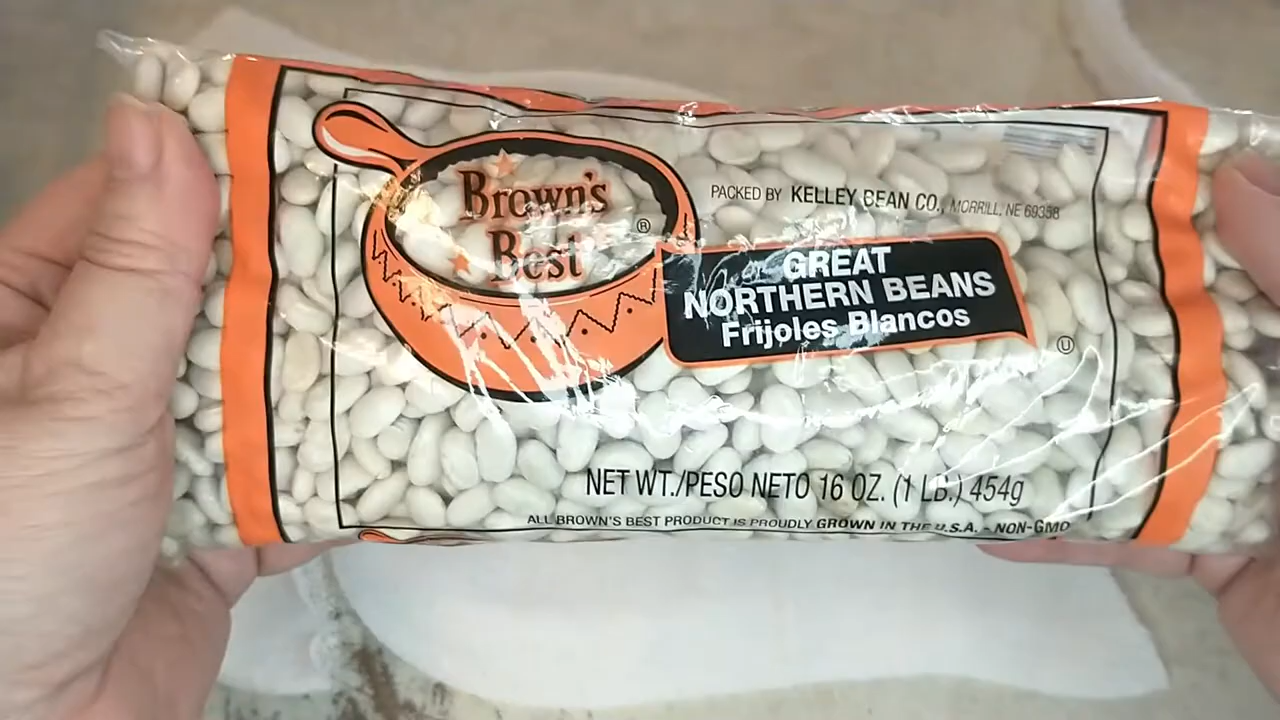 Brown's
Best
®
PACKED BY KELLEY BEAN CO., MORRILL, NE 69358
GREAT
NORTHERN BEANS
Frijoles Blancos
U
NET WT./PESO NETO 16 OZ. (1 LB.) 454g
ALL BROWN'S BEST PRODUCT IS PROUDLY GROWN IN THE U.S.A. - NON-GMO